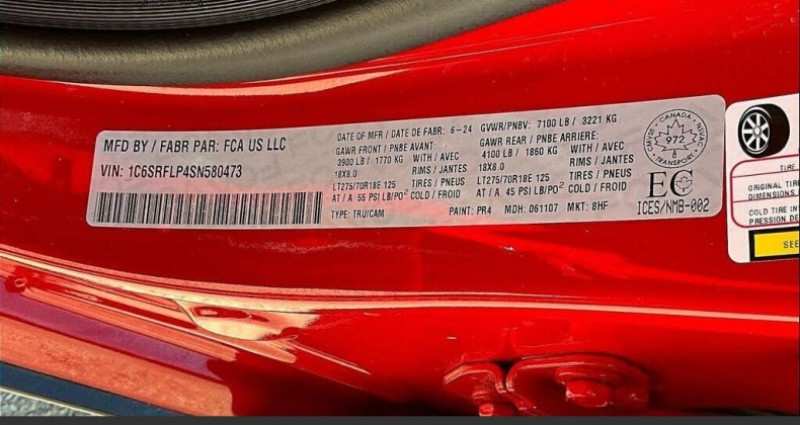 MFD BY / FABR PAR: FCA US LLC
VIN: 1C6SRFLP4SN580473
DATE OF MFR / DATE DE FABR: 6-24
GAWR FRONT / PNBE AVANT:
3900 LB / 1770 KG WITH / AVEC
18X8.0 RIMS / JANTES
LT275/70R18E 125 TIRES / PNEUS
AT / A 55 PSI LB/PO² COLD / FROID
TYPE: TRU/CAM
GVWR/PNBV: 7100 LB / 3221 KG
GAWR REAR / PNBE ARRIERE:
4100 LB / 1860 KG WITH / AVEC
18X8.0 RIMS / JANTES
LT275/70R18E 125 TIRES / PNEUS
AT / A 45 PSI LB/PO² COLD / FROID
PAINT: PR4 MDH: 061107 MKT: 8HF
CANADA
CMVSS NSVAC
972
TRANSPORT
EC
ICES/NMB-002
TIRE
ORIGINAL TIR
DIMENSIONS
COLD TIRE IN
PRESSION DE
SEE